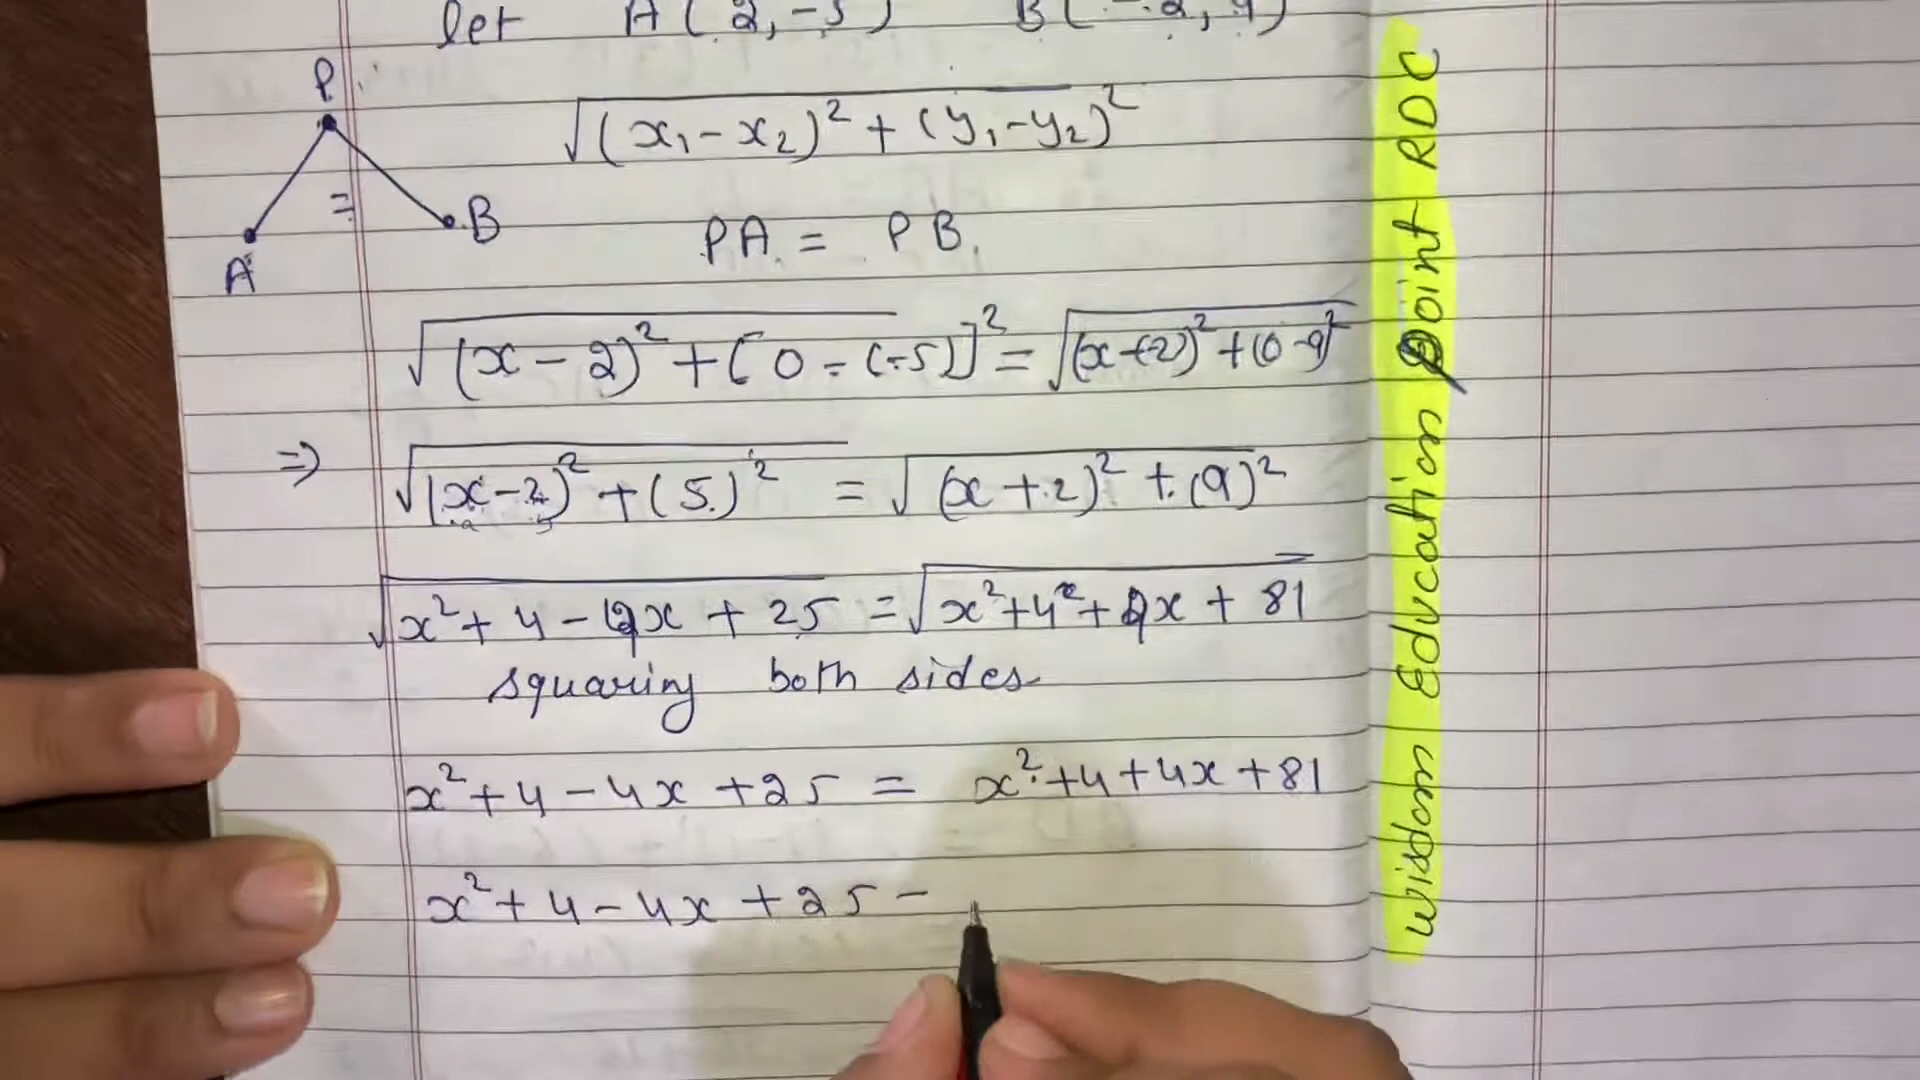 let A(2,-5) B(-2,9)
P
√(x₁-x₂)²+(y₁-y₂)²
A
B
=
PA = PB.
√(x-2)²+[0-(-5)]² = √(x-(-2))²+(0-9)²
⇒ √(x-2)²+(5)² = √(x+2)²+(9)²
√x²+4-4x+25 = √x²+4+4x+81
squaring both sides
x²+4-4x+25 = x²+4+4x+81
x²+4-4x+25-
Wisdom Education Point RDC